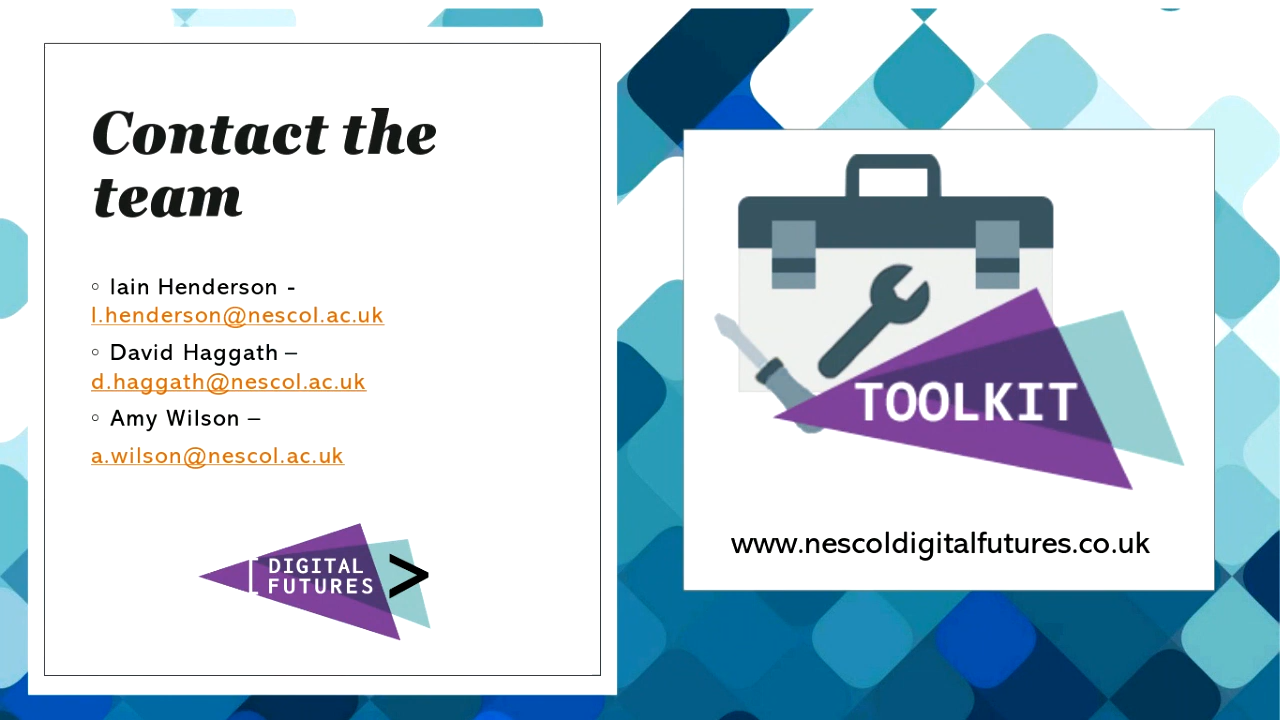 Contact the
team
◦ Iain Henderson -
I.henderson@nescol.ac.uk
◦ David Haggath –
d.haggath@nescol.ac.uk
◦ Amy Wilson –
a.wilson@nescol.ac.uk
[ DIGITAL
FUTURES >
TOOLKIT
www.nescoldigitalfutures.co.uk